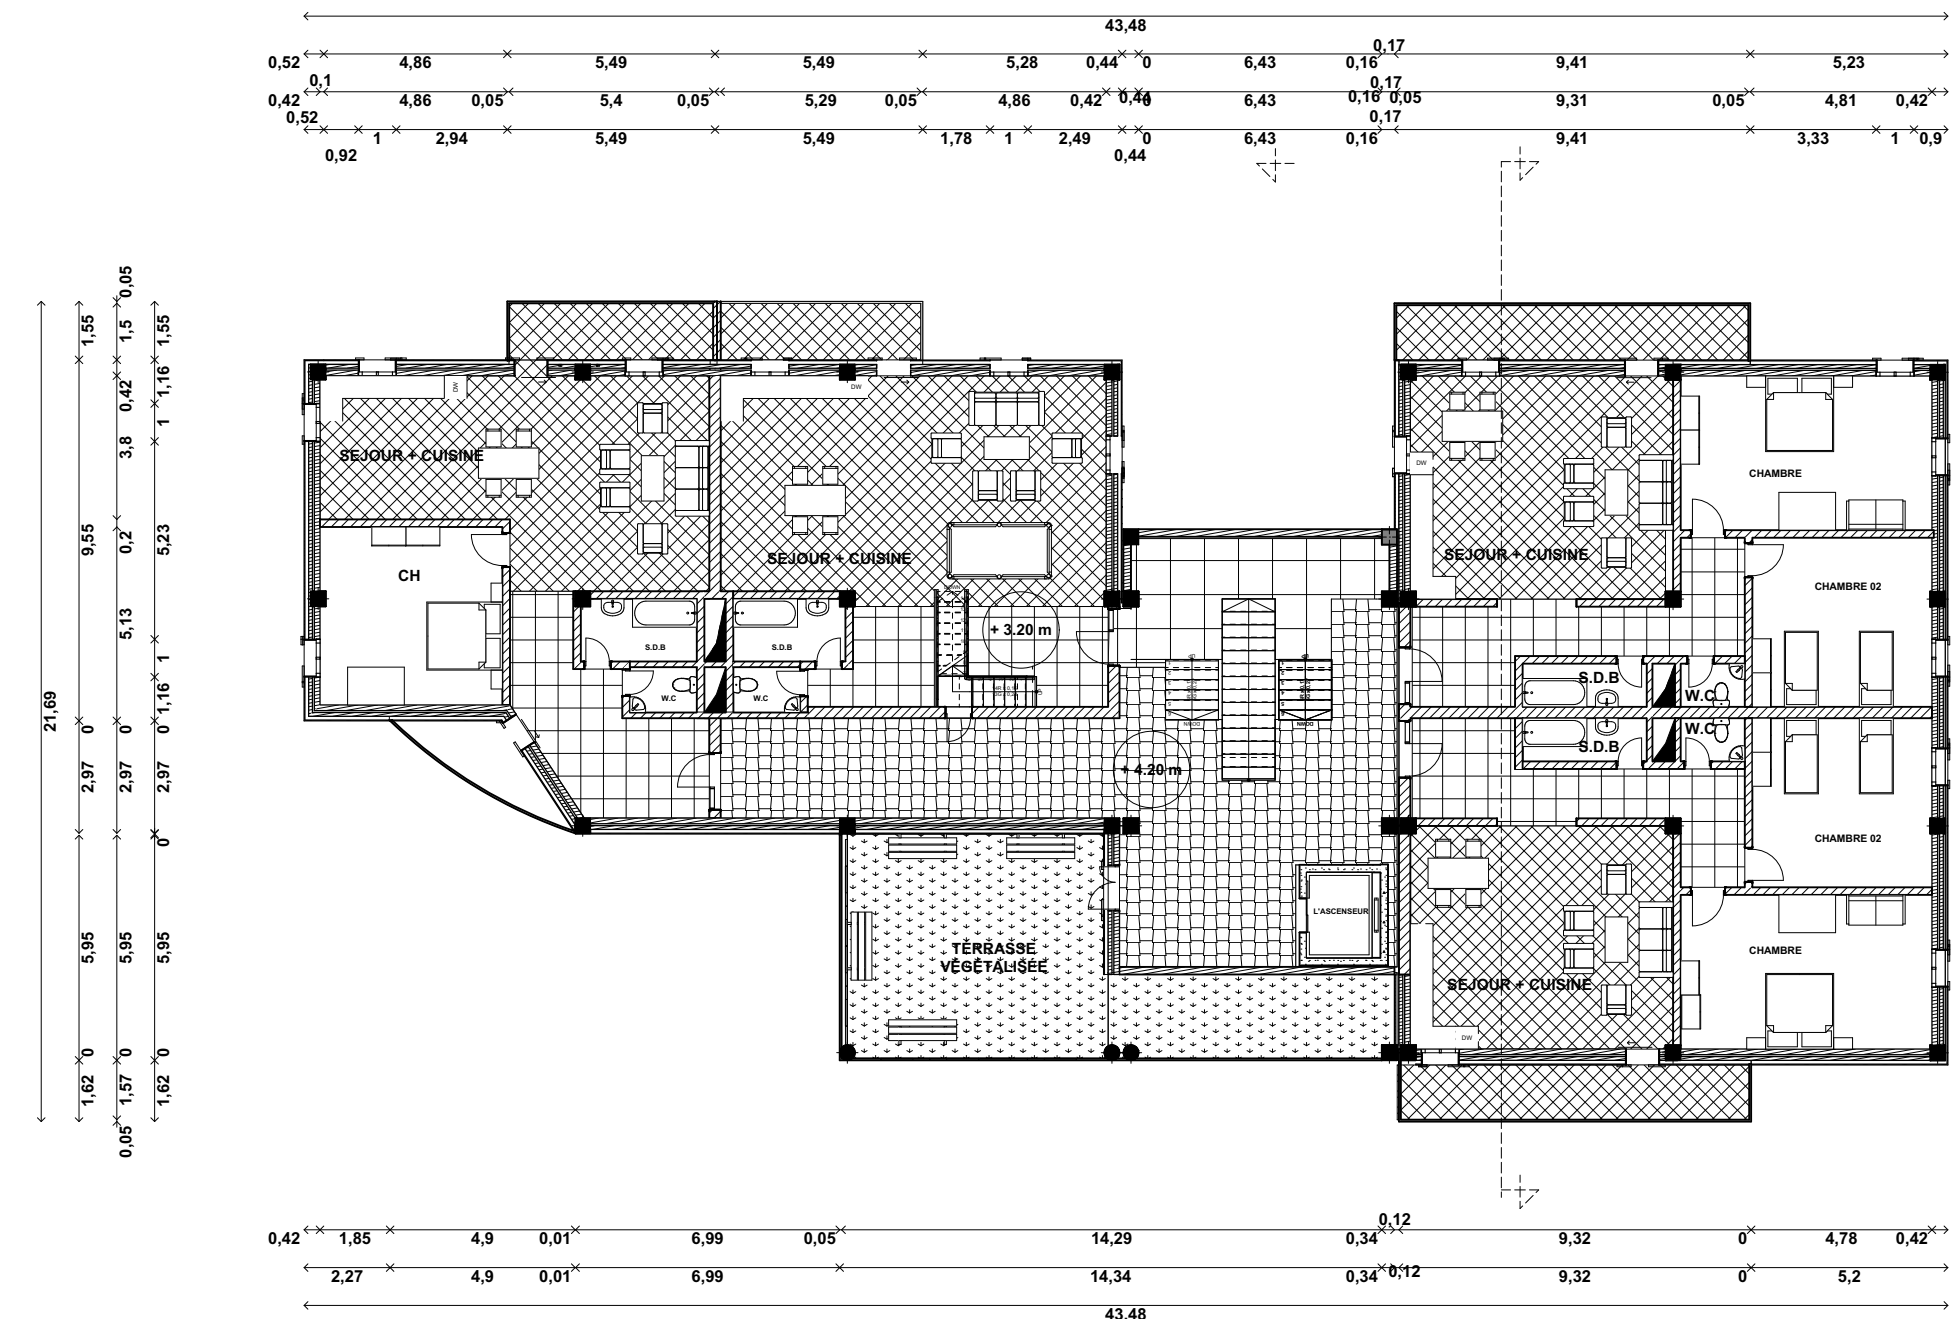 43,48
0,17
0,52 4,86 5,49 5,49 5,28 0,44 0 6,43 0,16 9,41 5,23
0,1 0,17
0,42 4,86 0,05 5,4 0,05 5,29 0,05 4,86 0,42 0,44 0 6,43 0,16 0,05 9,31 0,05 4,81 0,42
0,52 0,17
1 2,94 5,49 5,49 1,78 1 2,49 0 6,43 0,16 9,41 3,33 1 0,9
0,92 0,44
21,69
1,55 9,55 0 2,97 5,95 0 1,62
0,05 1,5 0,42 3,8 0,2 5,13 0 2,97 5,95 0 1,57 0,05
1,55 1,16 1 5,23 1 1,16 0 2,97 0 5,95 0 1,62
DW
DW
SEJOUR + CUISINE
DW
CHAMBRE
SEJOUR + CUISINE
SEJOUR + CUISINE
CH
CHAMBRE 02
+ 3.20 m
S.D.B
S.D.B
W.C
W.C
UP
UP
DOWN
DOWN
S.D.B
W.C
W.C
S.D.B
+ 4.20 m
CHAMBRE 02
L'ASCENSEUR
TERRASSE
VÉGÉTALISÉE
CHAMBRE
SEJOUR + CUISINE
DW
0,12
0,42 1,85 4,9 0,01 6,99 0,05 14,29 0,34 9,32 0 4,78 0,42
2,27 4,9 0,01 6,99 14,34 0,34 0,12 9,32 0 5,2
43,48